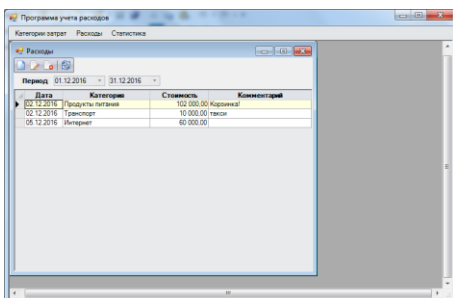 Программа учета расходов
Категории затрат Расходы Статистика
Расходы
Период 01.12.2016 - 31.12.2016
Дата Категория Стоимость Комментарий
02.12.2016 Продукты питания 102 000,00 Корзинка!
02.12.2016 Транспорт 10 000,00 такси
05.12.2016 Интернет 60 000,00